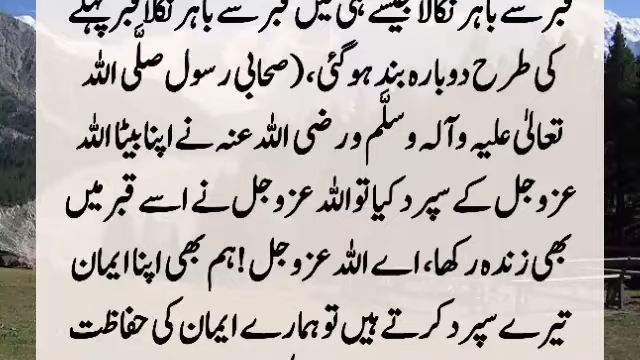 قبر سے باہر نکالا جیسے ہی میں قبر سے باہر نکلا قبر پہلے
کی طرح دوبارہ بند ہوگئی، (صحابی رسول صلَّی اللہ
تعالیٰ علیہ وآلہ وسلَّم ورضی اللہ عنہ نے اپنا بیٹا اللہ
عزوجل کے سپرد کیا تو اللہ عزوجل نے اسے قبر میں
بھی زندہ رکھا، اے اللہ عزوجل! ہم بھی اپنا ایمان
تیرے سپرد کرتے ہیں تو ہمارے ایمان کی حفاظت